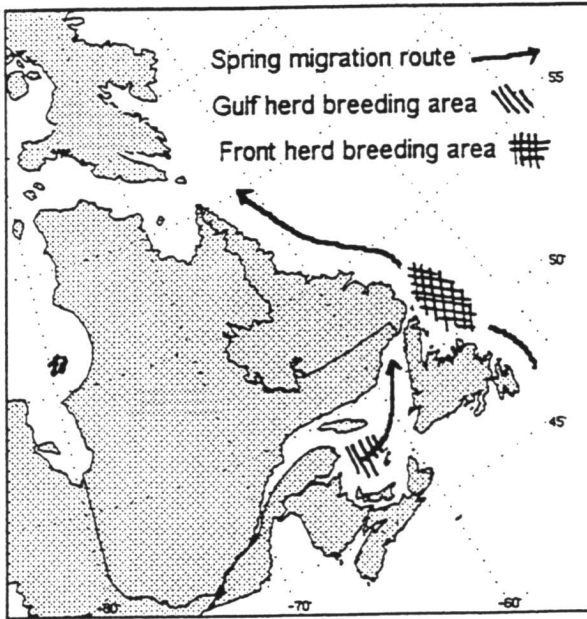 Spring migration route
Gulf herd breeding area
Front herd breeding area
55
50
45
-80
-70
-60